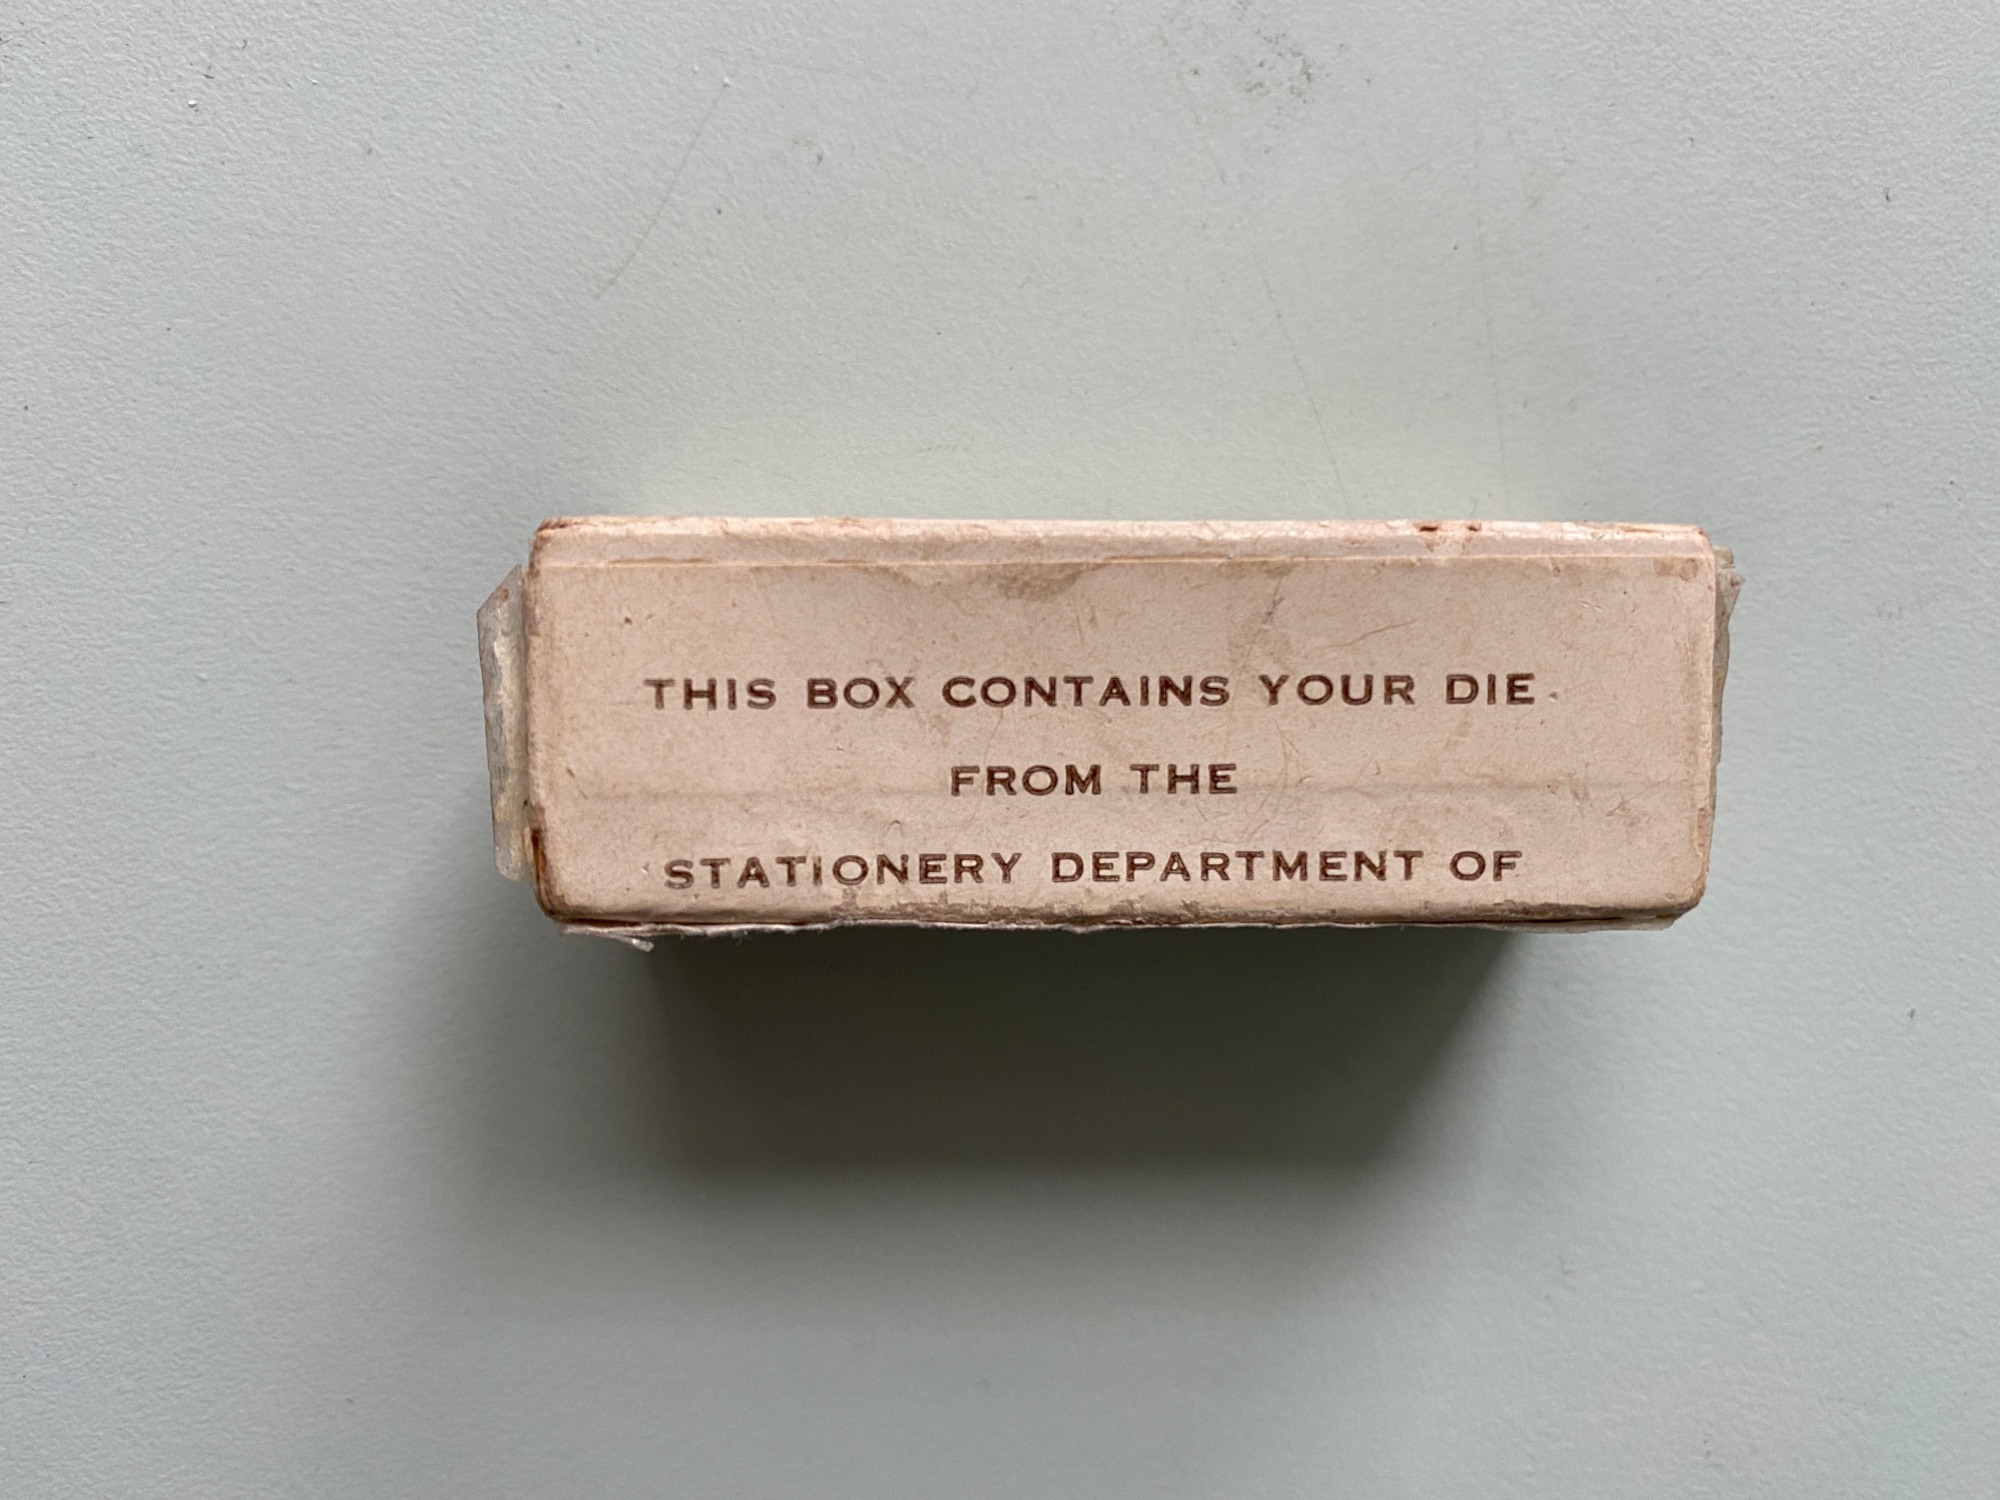 THIS BOX CONTAINS YOUR DIE
FROM THE
STATIONERY DEPARTMENT OF